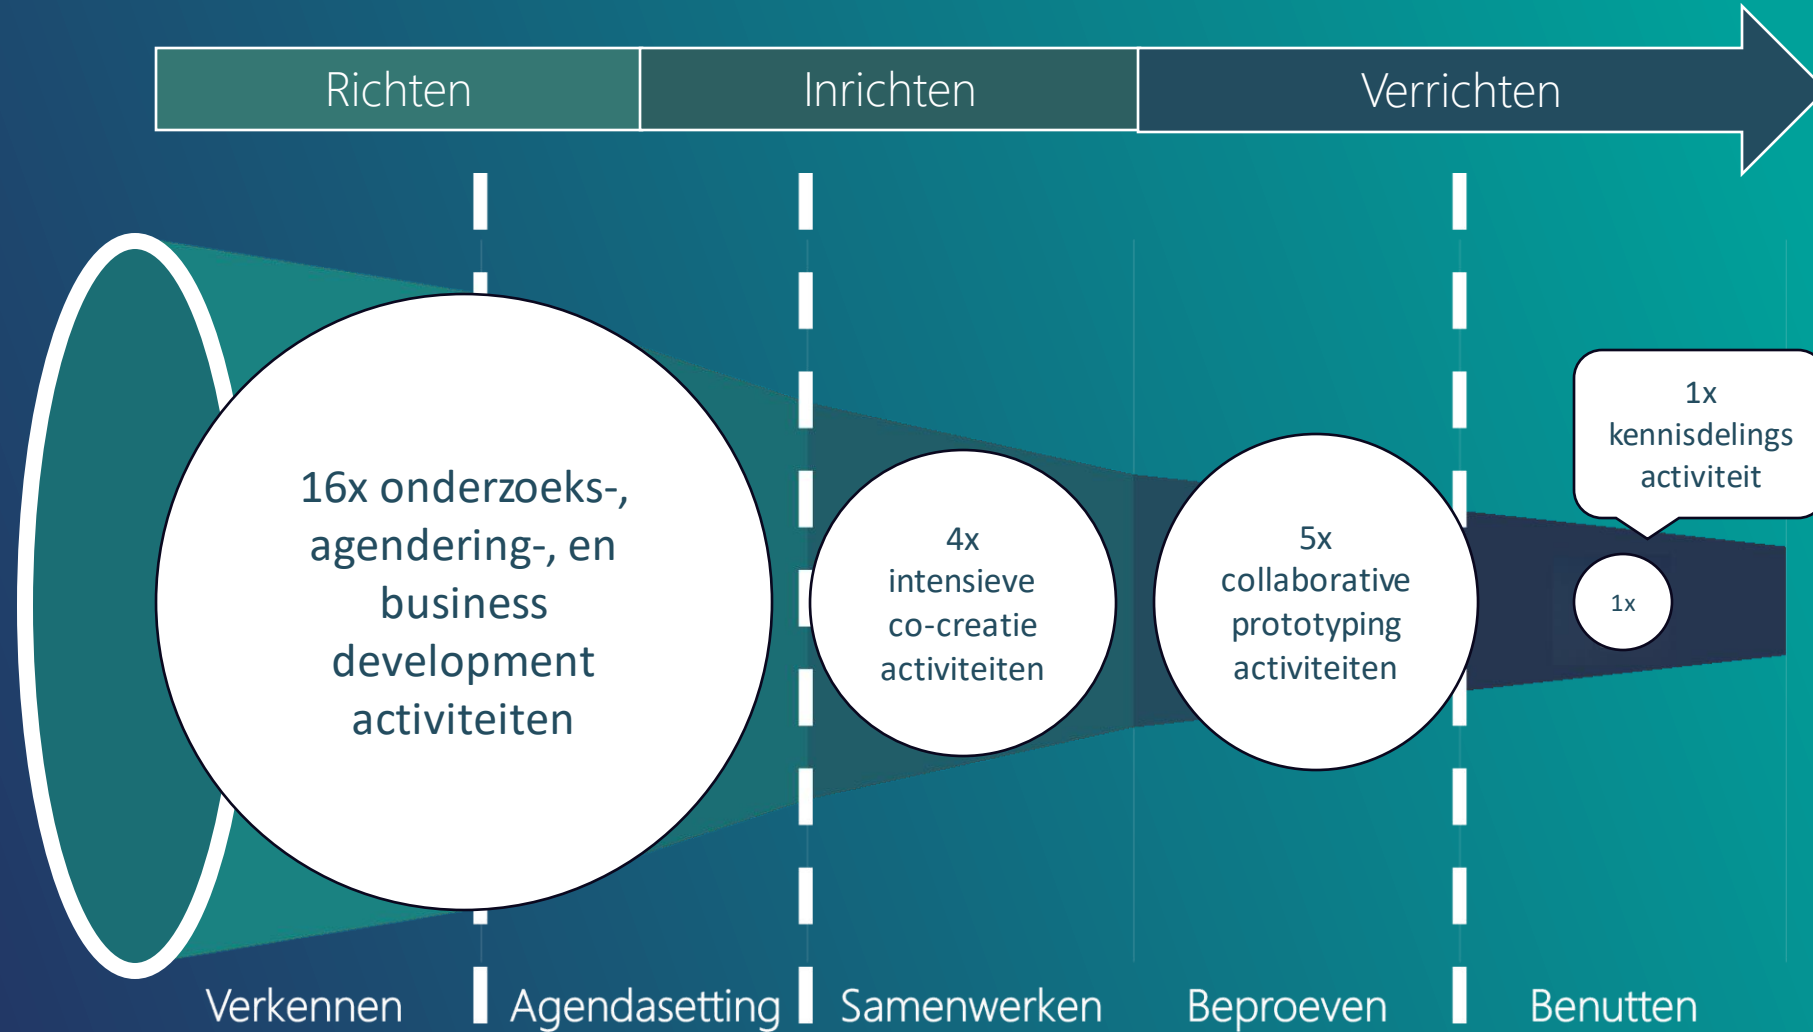 Richten
Inrichten
Verrichten
16x onderzoeks-,
agendering-, en
business
development
activiteiten
4x
intensieve
co-creatie
activiteiten
5x
collaborative
prototyping
activiteiten
1x
kennisdelings
activiteit
1x
Verkennen
Agendasetting
Samenwerken
Beproeven
Benutten